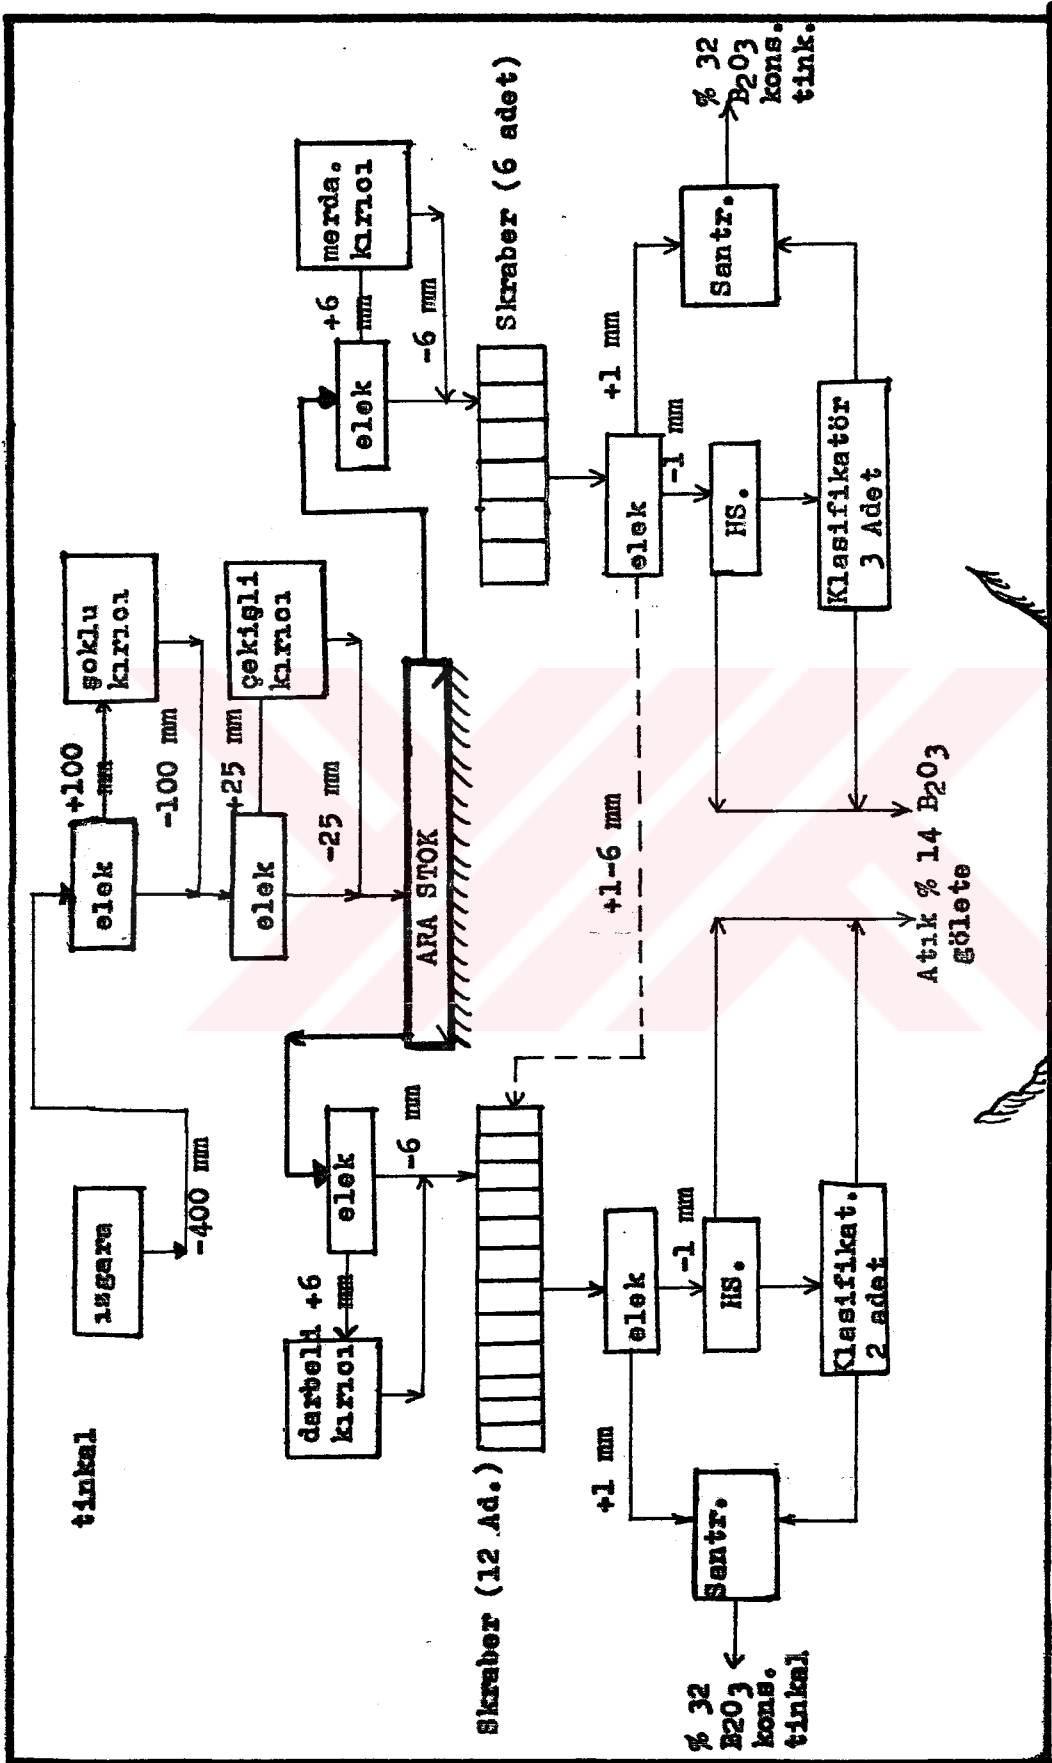 tinkal
ızgara
-400 mm
elek
+100
mm
şoklu
kırıcı
-100 mm
elek
+25 mm
çekişli
kırıcı
-25 mm
ARA STOK
darbeli
kırıcı
+6
mm
elek
-6 mm
elek
+6
mm
merda.
kırıcı
-6 mm
Skraber (12 Ad.)
Skraber (6 adet)
+1 mm
elek
-1 mm
+1-6 mm
elek
-1 mm
+1 mm
% 32
B2O3
kons.
tinkal
Santr.
HS.
HS.
Santr.
% 32
B2O3
kons.
tink.
Klasifikat.
2 adet
Klasifikatör
3 Adet
Atık % 14 B2O3
gölete